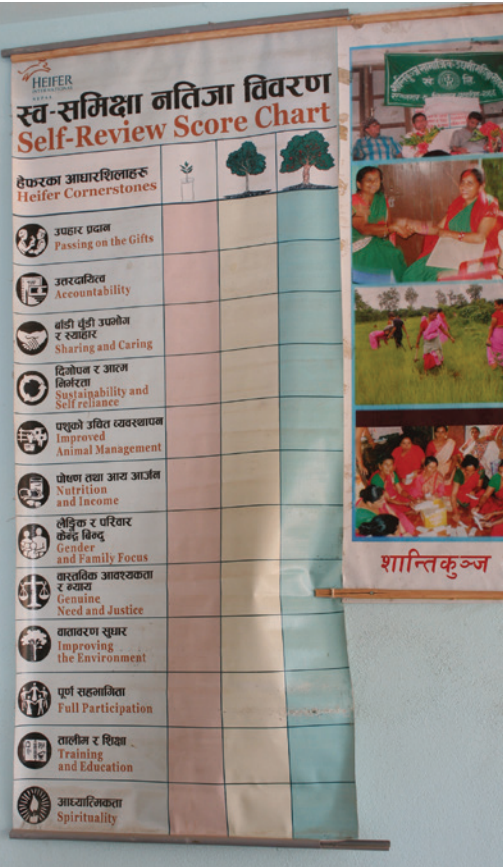 HEIFER
INTERNATIONAL
स्व-समिक्षा नतिजा विवरण
Self-Review Score Chart
हेफरका आधारशिलाहरु
Heifer Cornerstones
उपहार प्रदान
Passing on the Gifts
उत्तरदायित्व
Accountability
बाँडी चुँडी उपभोग
र स्याहार
Sharing and Caring
दिगोपन र आत्म
निर्भरता
Sustainability and
Self reliance
पशुको उचित व्यवस्थापन
Improved
Animal Management
पोषण तथा आय आर्जन
Nutrition
and Income
लैङ्गिक र परिवार
केन्द्र बिन्दु
Gender
and Family Focus
वास्तविक आवश्यकता
र न्याय
Genuine
Need and Justice
वातावरण सुधार
Improving
the Environment
पूर्ण सहभागिता
Full Participation
तालीम र शिक्षा
Training
and Education
आध्यात्मिकता
Spirituality
शान्तिकुञ्ज